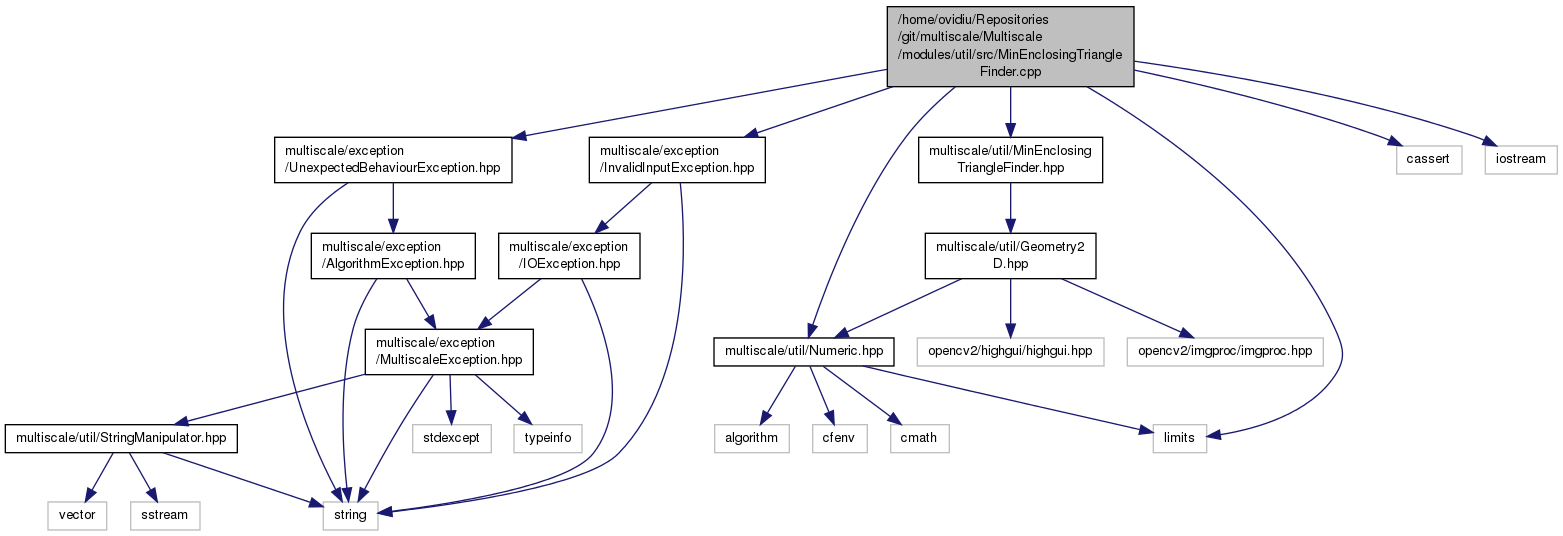 /home/ovidiu/Repositories
/git/multiscale/Multiscale
/modules/util/src/MinEnclosingTriangle
Finder.cpp
multiscale/exception
/UnexpectedBehaviourException.hpp
multiscale/exception
/InvalidInputException.hpp
multiscale/util/MinEnclosing
TriangleFinder.hpp
cassert
iostream
multiscale/exception
/AlgorithmException.hpp
multiscale/exception
/IOException.hpp
multiscale/util/Geometry2
D.hpp
multiscale/exception
/MultiscaleException.hpp
multiscale/util/Numeric.hpp
opencv2/highgui/highgui.hpp
opencv2/imgproc/imgproc.hpp
multiscale/util/StringManipulator.hpp
stdexcept
typeinfo
algorithm
cfenv
cmath
limits
vector
sstream
string